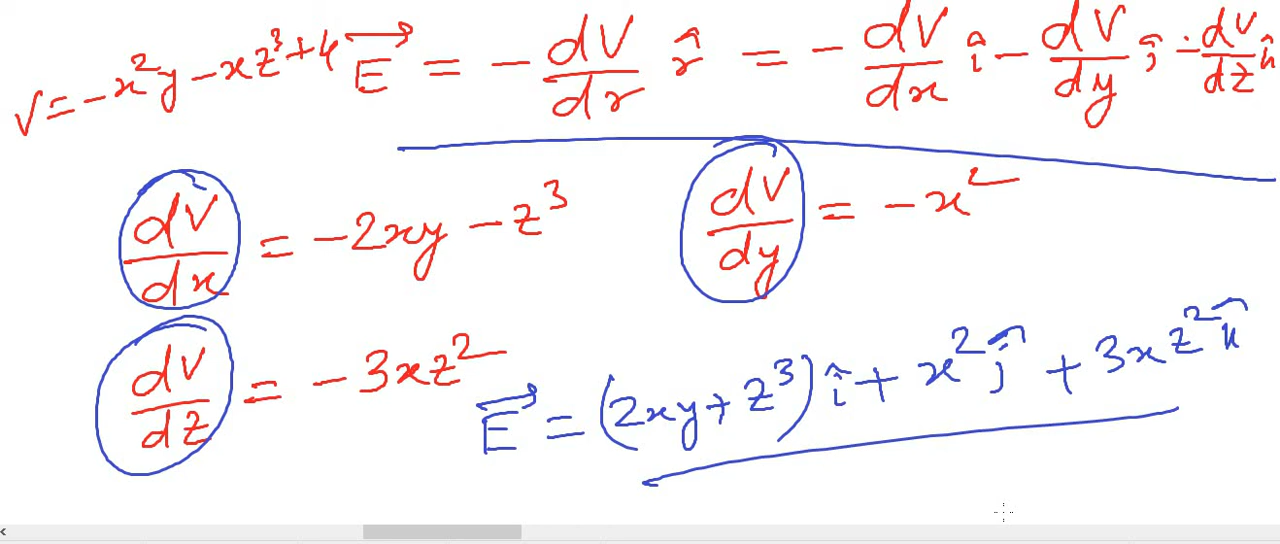 V = -x²y - xz³ + 4 E⃗ = - dV/dr r̂ = - dV/dx î - dV/dy ĵ - dV/dz k̂
dV/dx = -2xy - z³ dV/dy = -x²
dV/dz = -3xz² E⃗ = (2xy + z³) î + x² ĵ + 3xz² k̂